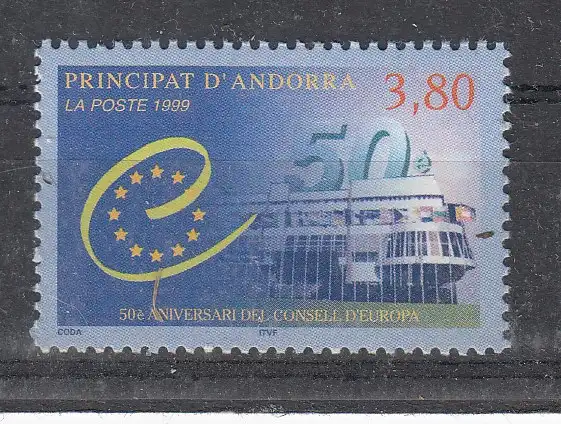 PRINCIPAT D'ANDORRA
3,80
LA POSTE 1999
50è
50è ANIVERSARI DEL CONSELL D'EUROPA
CODA ITVF